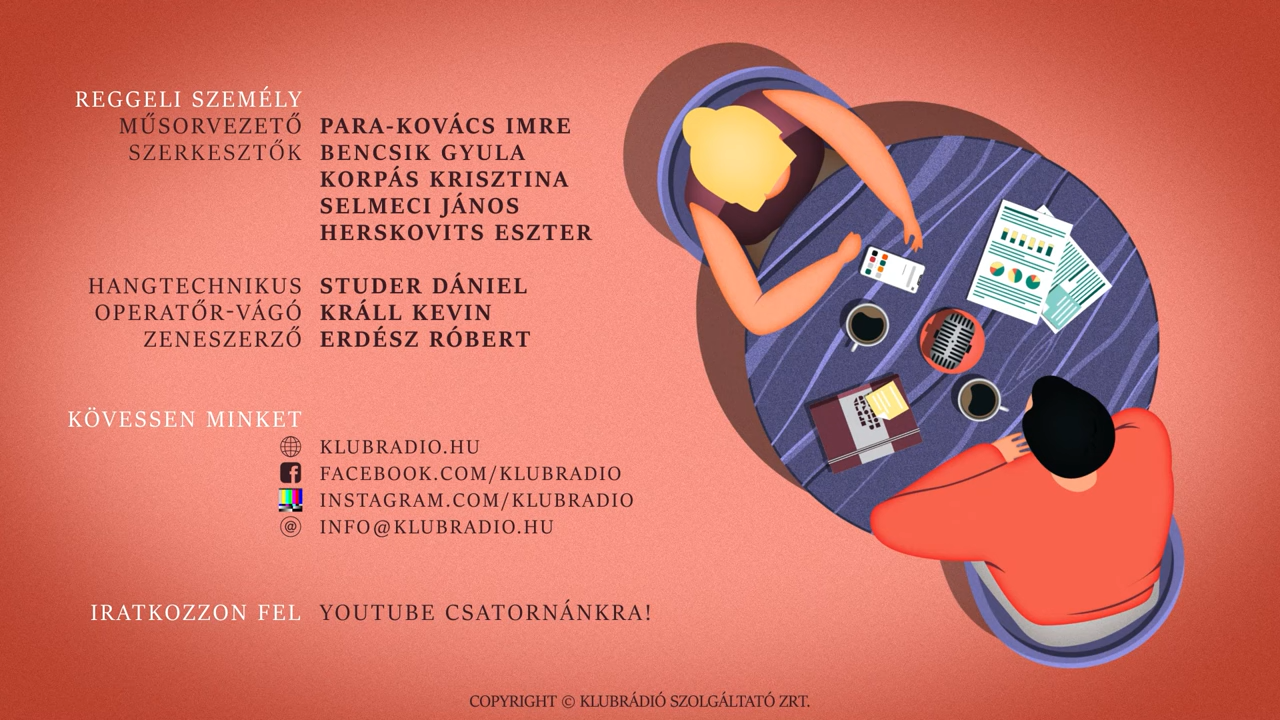 REGGELI SZEMÉLY
MŰSORVEZETŐ PARA-KOVÁCS IMRE
SZERKESZTŐK BENCSIK GYULA
KORPÁS KRISZTINA
SELMECI JÁNOS
HERSKOVITS ESZTER
HANGTECHNIKUS STUDER DÁNIEL
OPERATŐR-VÁGÓ KRÁLL KEVIN
ZENESZERZŐ ERDÉSZ RÓBERT
KÖVESSEN MINKET
KLUBRADIO.HU
FACEBOOK.COM/KLUBRADIO
INSTAGRAM.COM/KLUBRADIO
INFO@KLUBRADIO.HU
IRATKOZZON FEL YOUTUBE CSATORNÁNKRA!
COPYRIGHT © KLUBRÁDIÓ SZOLGÁLTATÓ ZRT.